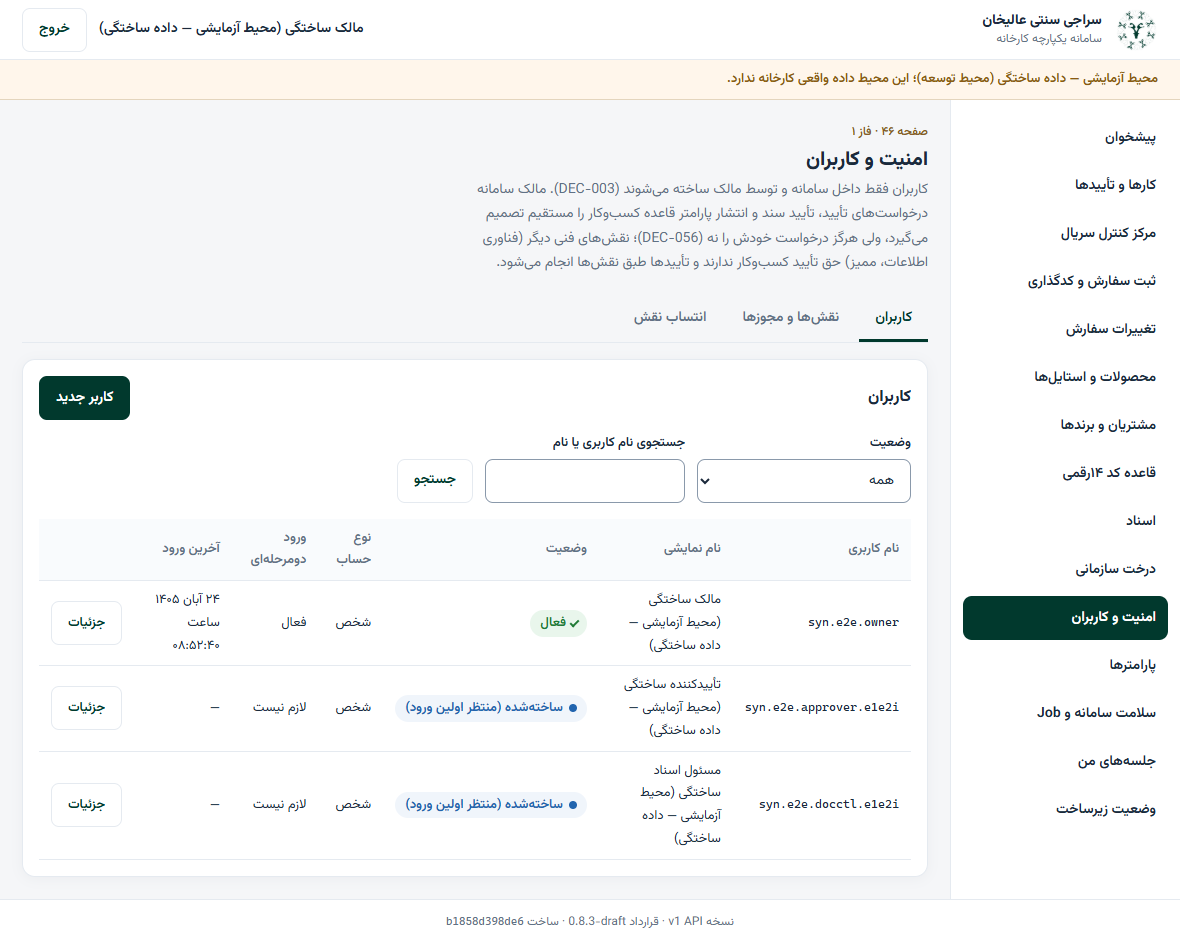 سراجی سنتی عالیخان
سامانه یکپارچه کارخانه
مالک ساختگی (محیط آزمایشی — داده ساختگی)
خروج
محیط آزمایشی — داده ساختگی (محیط توسعه)؛ این محیط داده واقعی کارخانه ندارد.
پیشخوان
کارها و تأییدها
مرکز کنترل سریال
ثبت سفارش و کدگذاری
تغییرات سفارش
محصولات و استایل‌ها
مشتریان و برندها
قاعده کد ۱۴رقمی
اسناد
درخت سازمانی
امنیت و کاربران
پارامترها
سلامت سامانه و Job
جلسه‌های من
وضعیت زیرساخت
صفحه ۴۶ · فاز ۱
امنیت و کاربران
کاربران فقط داخل سامانه و توسط مالک ساخته می‌شوند (DEC-003). مالک سامانه
درخواست‌های تأیید، تأیید سند و انتشار پارامتر قاعده کسب‌وکار را مستقیم تصمیم
می‌گیرد، ولی هرگز درخواست خودش را نه (DEC-056)؛ نقش‌های فنی دیگر (فناوری
اطلاعات، ممیز) حق تأیید کسب‌وکار ندارند و تأییدها طبق نقش‌ها انجام می‌شود.
کاربران
نقش‌ها و مجوزها
انتساب نقش
کاربران
کاربر جدید
وضعیت
همه
جستجوی نام کاربری یا نام
جستجو
نام کاربری
نام نمایشی
وضعیت
نوع
حساب
ورود
دومرحله‌ای
آخرین ورود
syn.e2e.owner
مالک ساختگی
(محیط آزمایشی —
داده ساختگی)
فعال
شخص
فعال
۲۴ آبان ۱۴۰۵
ساعت
۰۸:۵۲:۴۰
جزئیات
syn.e2e.approver.e1e2i
تأییدکننده ساختگی
(محیط آزمایشی —
داده ساختگی)
ساخته‌شده (منتظر اولین ورود)
شخص
لازم نیست
—
جزئیات
syn.e2e.docctl.e1e2i
مسئول اسناد
ساختگی (محیط
آزمایشی — داده
ساختگی)
ساخته‌شده (منتظر اولین ورود)
شخص
لازم نیست
—
جزئیات
نسخه API v1 · قرارداد 0.8.3-draft · ساخت b1858d398de6